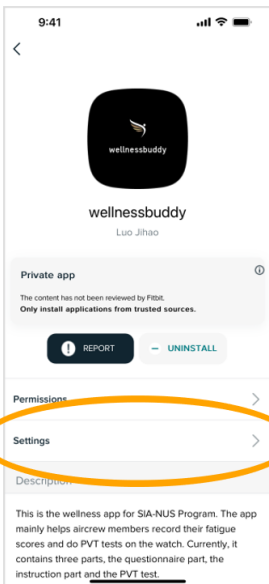 9:41
wellnessbuddy
wellnessbuddy
Luo Jihao
Private app
The content has not been reviewed by Fitbit.
Only install applications from trusted sources.
REPORT
UNINSTALL
Permissions
Settings
Description
This is the wellness app for SIA-NUS Program. The app
mainly helps aircrew members record their fatigue
scores and do PVT tests on the watch. Currently, it
contains three parts, the questionnaire part, the
instruction part and the PVT test.